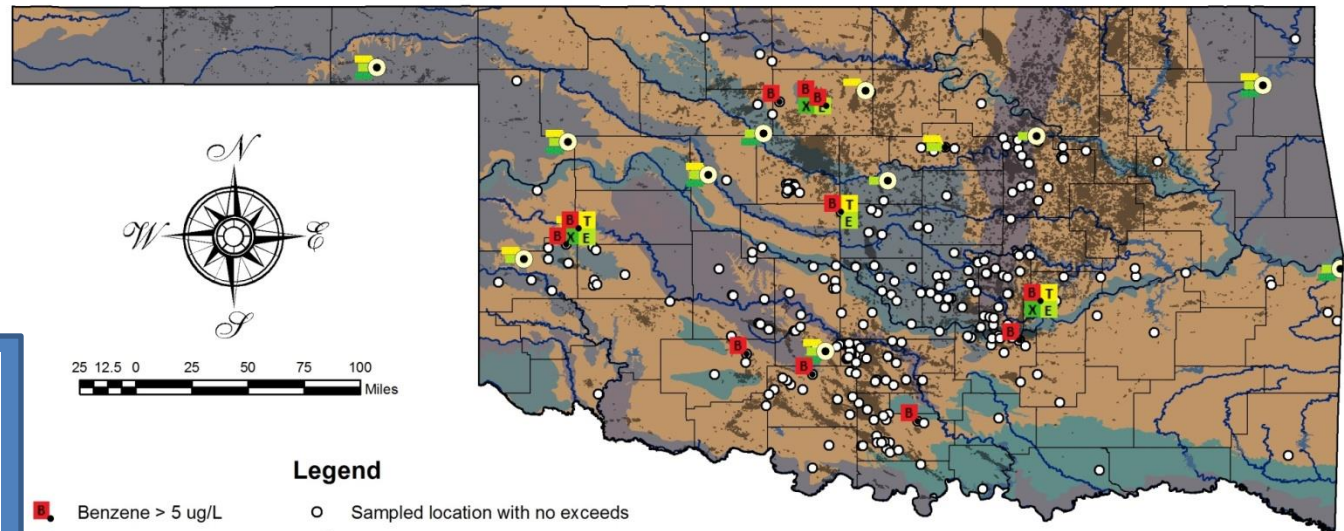 N
W E
S
25 12.5 0 25 50 75 100
Miles
B
B
B
X E
B T
E
B T
B X E
B T
X E
B
B
B
B
Legend
B Benzene > 5 ug/L
Sampled location with no exceeds